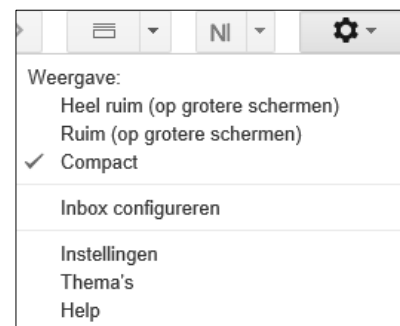 Nl
Weergave:
Heel ruim (op grotere schermen)
Ruim (op grotere schermen)
Compact
Inbox configureren
Instellingen
Thema's
Help